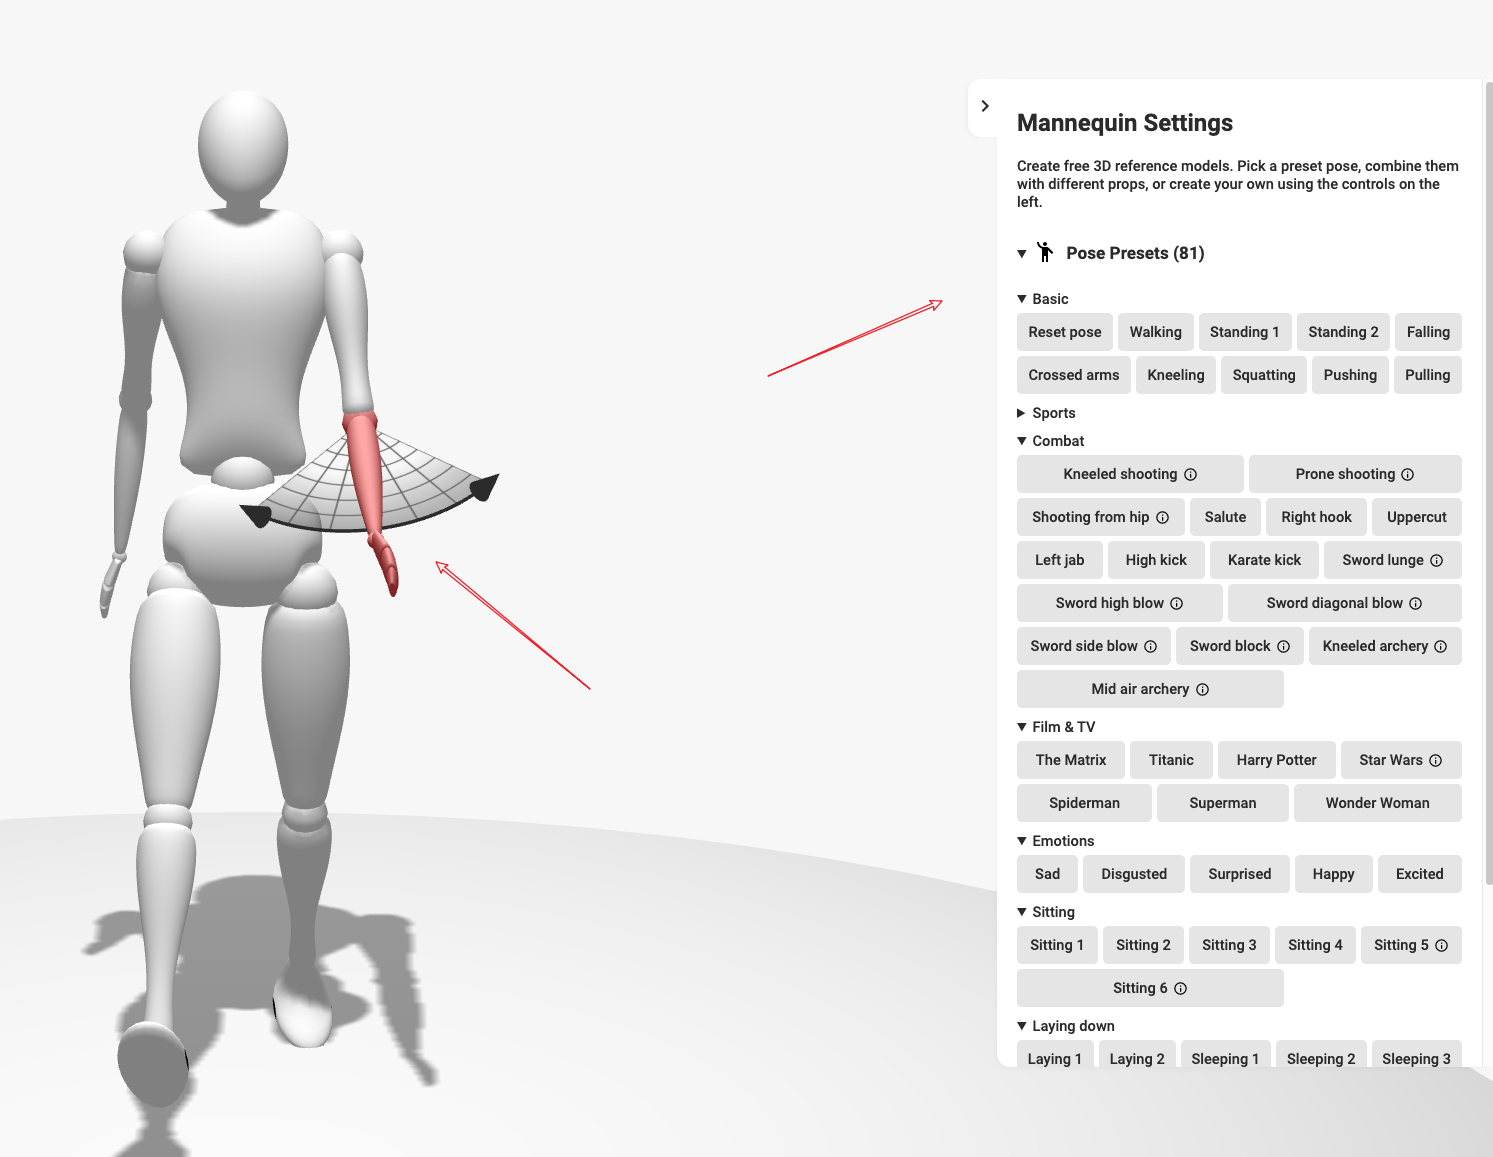 Mannequin Settings
Create free 3D reference models. Pick a preset pose, combine them
with different props, or create your own using the controls on the
left.
Pose Presets (81)
Basic
Reset pose Walking Standing 1 Standing 2 Falling
Crossed arms Kneeling Squatting Pushing Pulling
Sports
Combat
Kneeled shooting Prone shooting
Shooting from hip Salute Right hook Uppercut
Left jab High kick Karate kick Sword lunge
Sword high blow Sword diagonal blow
Sword side blow Sword block Kneeled archery
Mid air archery
Film & TV
The Matrix Titanic Harry Potter Star Wars
Spiderman Superman Wonder Woman
Emotions
Sad Disgusted Surprised Happy Excited
Sitting
Sitting 1 Sitting 2 Sitting 3 Sitting 4 Sitting 5
Sitting 6
Laying down
Laying 1 Laying 2 Sleeping 1 Sleeping 2 Sleeping 3